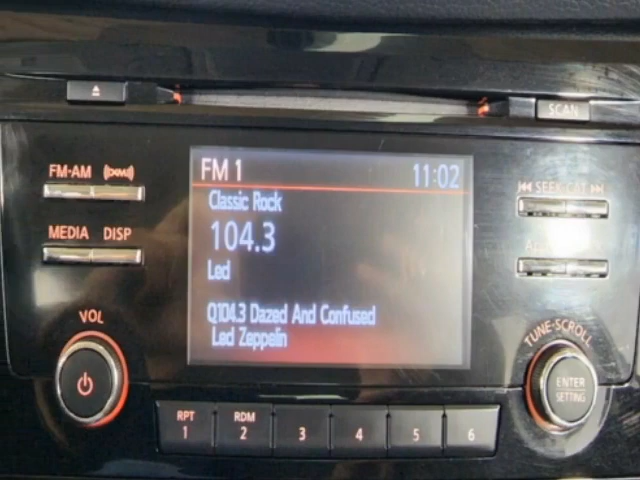 SCAN
FM·AM (XM)
FM 1 11:02
SEEK·CAT
Classic Rock
104.3
MEDIA DISP
Led
Q104.3 Dazed And Confused
Led Zeppelin
VOL
TUNE·SCROLL
ENTER
SETTING
RPT
1
RDM
2
3
4
5
6